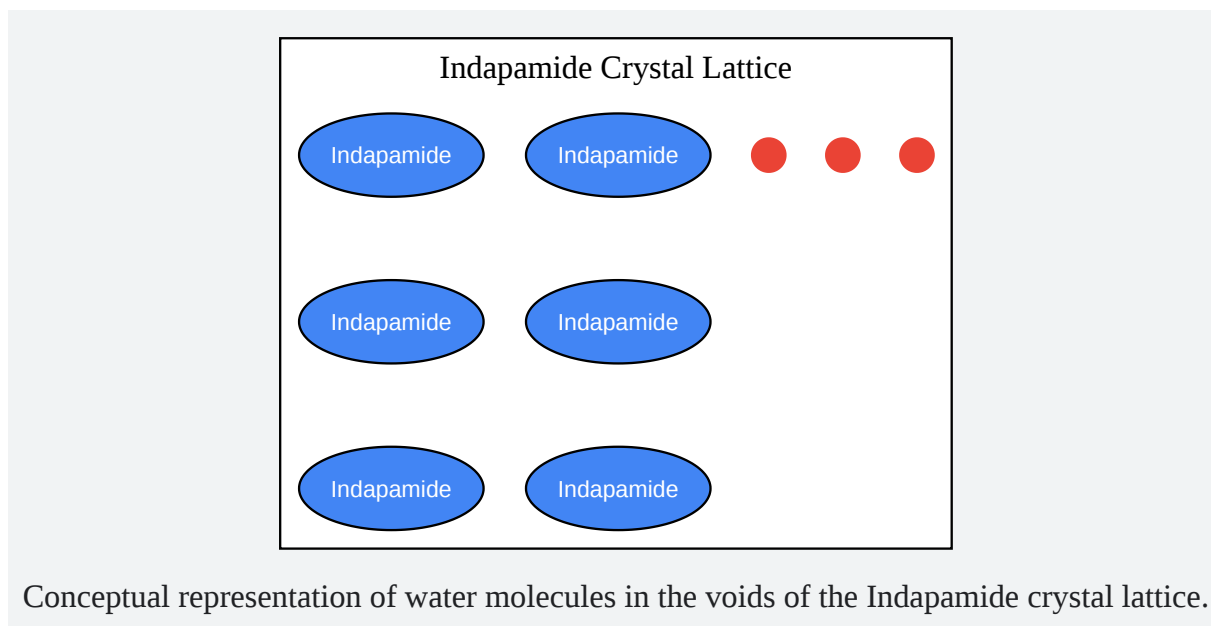 Indapamide Crystal Lattice
Indapamide Indapamide
Indapamide Indapamide
Indapamide Indapamide
Conceptual representation of water molecules in the voids of the Indapamide crystal lattice.